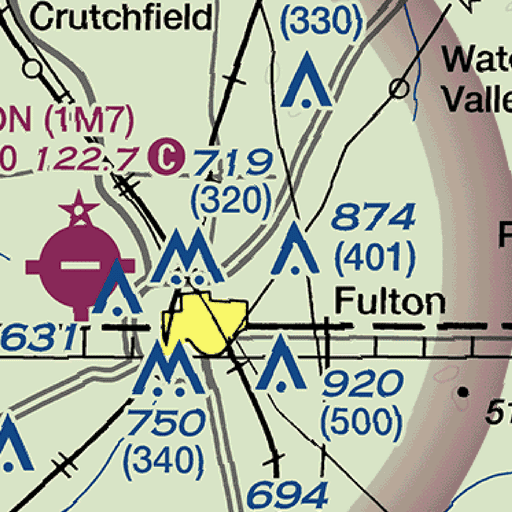 Crutchfield
(330)
Wate
Valle
ON (1M7)
0 122.7 C
719
(320)
874
(401)
F
Fulton
631
920
(500)
750
(340)
57
694